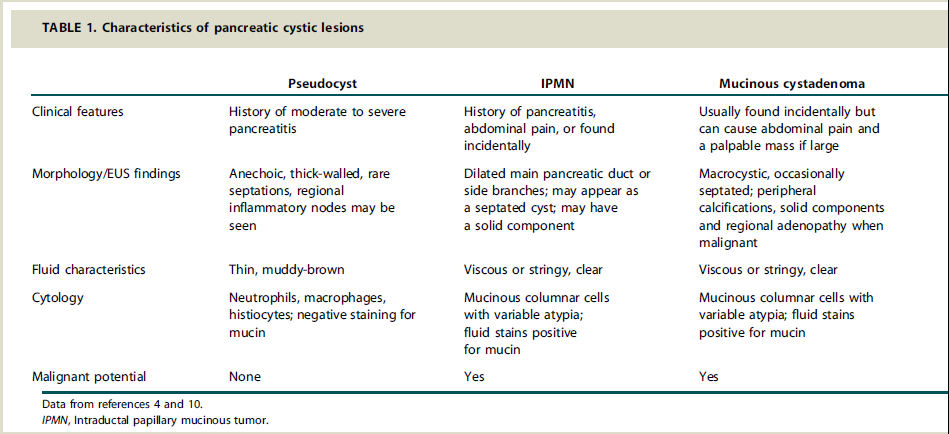 TABLE 1. Characteristics of pancreatic cystic lesions
Pseudocyst IPMN Mucinous cystadenoma
Clinical features History of moderate to severe History of pancreatitis, Usually found incidentally but
pancreatitis abdominal pain, or found can cause abdominal pain and
incidentally a palpable mass if large
Morphology/EUS findings Anechoic, thick-walled, rare Dilated main pancreatic duct or Macrocystic, occasionally
septations, regional side branches; may appear as septated; peripheral
inflammatory nodes may be a septated cyst; may have calcifications, solid components
seen a solid component and regional adenopathy when
malignant
Fluid characteristics Thin, muddy-brown Viscous or stringy, clear Viscous or stringy, clear
Cytology Neutrophils, macrophages, Mucinous columnar cells Mucinous columnar cells with
histiocytes; negative staining for with variable atypia; variable atypia; fluid stains
mucin fluid stains positive positive for mucin
for mucin
Malignant potential None Yes Yes
Data from references 4 and 10.
IPMN, Intraductal papillary mucinous tumor.